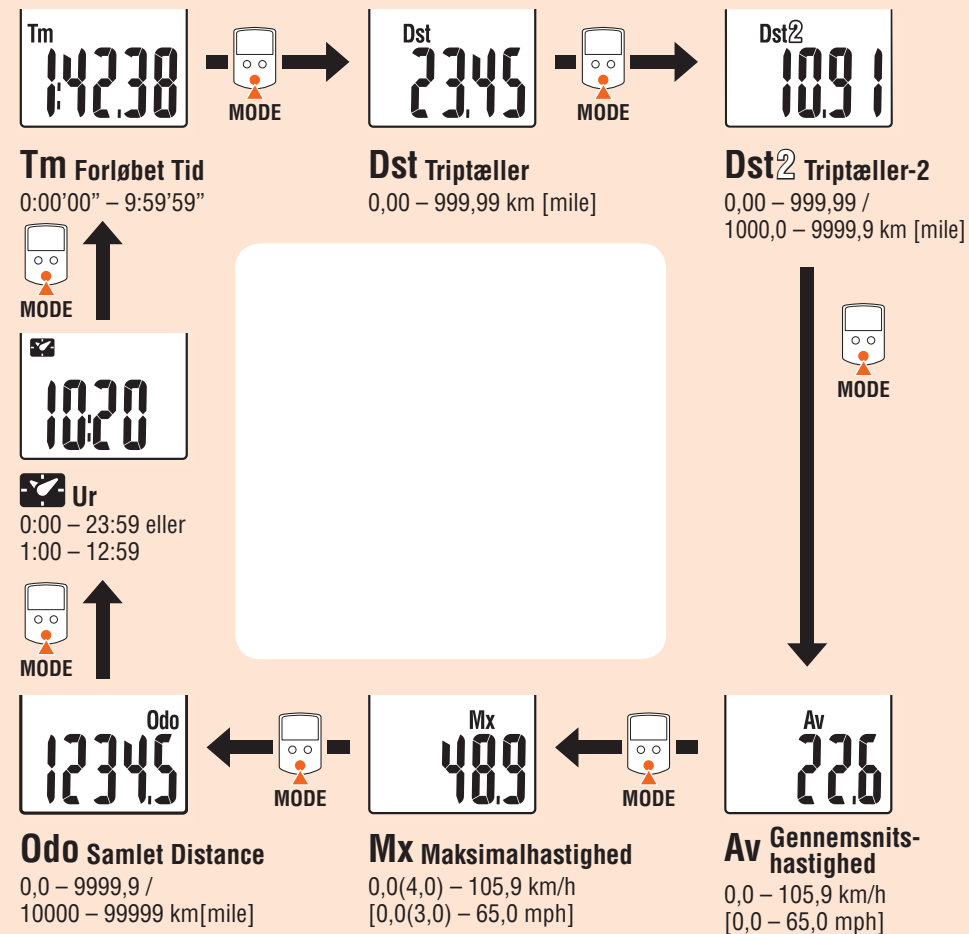 Tm
1:42.38
MODE
Dst
23.45
MODE
Dst2
10.91
Tm Forløbet Tid
0:00’00” – 9:59’59”
Dst Triptæller
0,00 – 999,99 km [mile]
Dst2 Triptæller-2
0,00 – 999,99 /
1000,0 – 9999,9 km [mile]
MODE
MODE
10:20
Ur
0:00 – 23:59 eller
1:00 – 12:59
MODE
Odo
1234.5
MODE
Mx
48.9
MODE
Av
22.6
Odo Samlet Distance
0,0 – 9999,9 /
10000 – 99999 km[mile]
Mx Maksimalhastighed
0,0(4,0) – 105,9 km/h
[0,0(3,0) – 65,0 mph]
Av Gennemsnits-
hastighed
0,0 – 105,9 km/h
[0,0 – 65,0 mph]